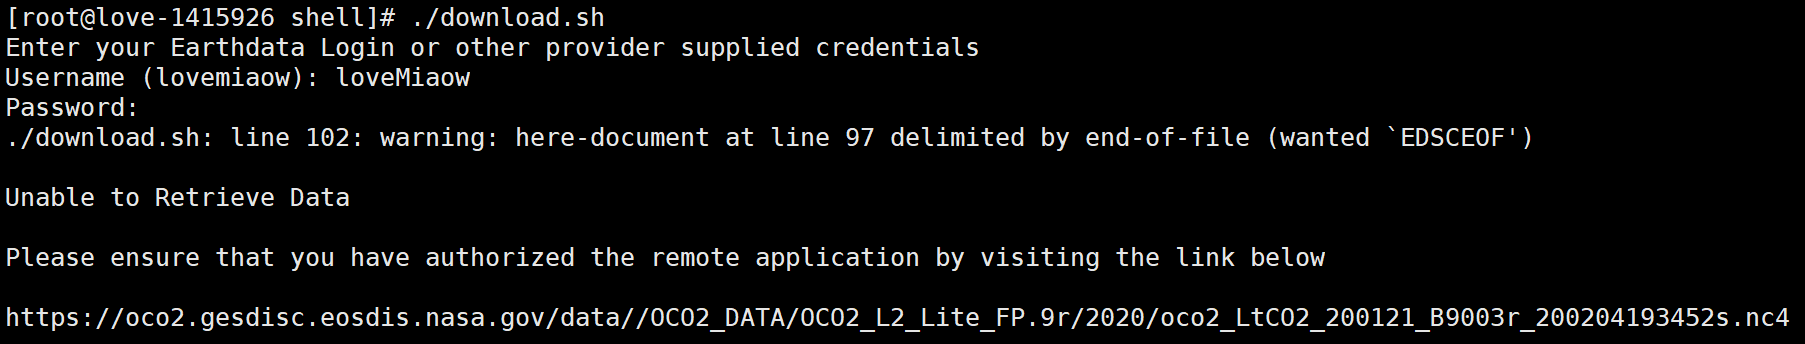 [root@love-1415926 shell]# ./download.sh
Enter your Earthdata Login or other provider supplied credentials
Username (lovemiaow): loveMiaow
Password:
./download.sh: line 102: warning: here-document at line 97 delimited by end-of-file (wanted `EDSCEOF')
Unable to Retrieve Data
Please ensure that you have authorized the remote application by visiting the link below
https://oco2.gesdisc.eosdis.nasa.gov/data//OCO2_DATA/OCO2_L2_Lite_FP.9r/2020/oco2_LtCO2_200121_B9003r_200204193452s.nc4